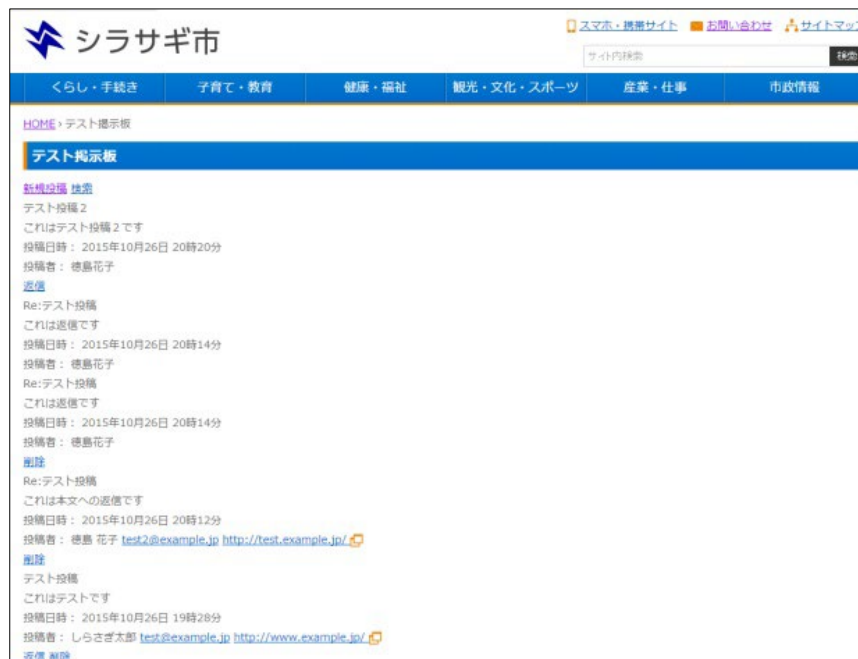 シラサギ市
スマホ・携帯サイト お問い合わせ サイトマップ
サイト内検索 検索
くらし・手続き 子育て・教育 健康・福祉 観光・文化・スポーツ 産業・仕事 市政情報
HOME › テスト掲示板
テスト掲示板
新規投稿 検索
テスト投稿2
これはテスト投稿2です
投稿日時： 2015年10月26日 20時20分
投稿者： 徳島花子
返信
Re:テスト投稿
これは返信です
投稿日時： 2015年10月26日 20時14分
投稿者： 徳島花子
Re:テスト投稿
これは返信です
投稿日時： 2015年10月26日 20時14分
投稿者： 徳島花子
削除
Re:テスト投稿
これは本文への返信です
投稿日時： 2015年10月26日 20時12分
投稿者： 徳島 花子 test2@example.jp http://test.example.jp/
削除
テスト投稿
これはテストです
投稿日時： 2015年10月26日 19時28分
投稿者： しらさぎ太郎 test@example.jp http://www.example.jp/
返信 削除